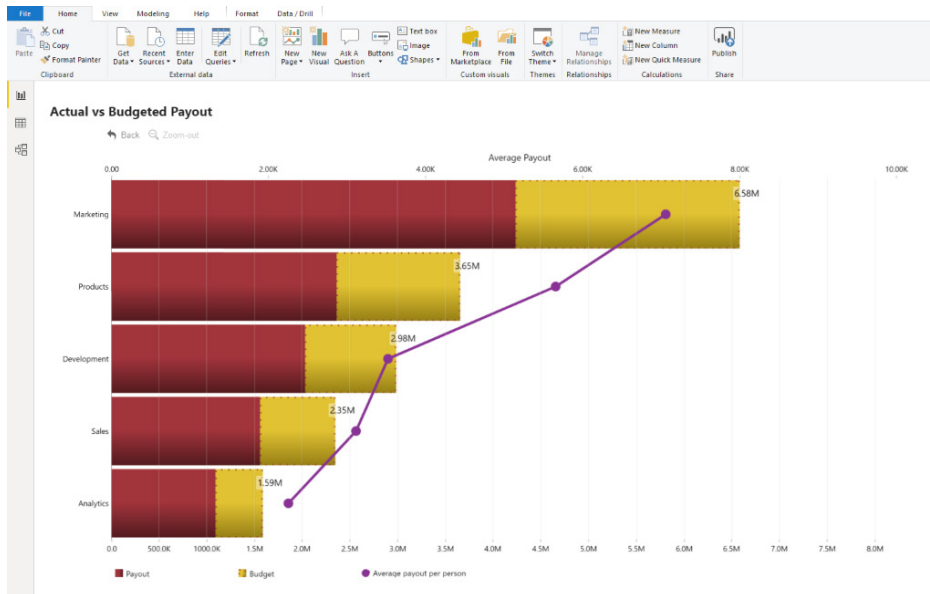 File Home View Modeling Help Format Data / Drill
Paste
Cut
Copy
Format Painter
Clipboard
Get Data
Recent Sources
Enter Data
Edit Queries
Refresh
External data
New Page
New Visual
Ask A Question
Buttons
Text box
Image
Shapes
Insert
From Marketplace
From File
Custom visuals
Switch Theme
Themes
Manage Relationships
Relationships
New Measure
New Column
New Quick Measure
Calculations
Publish
Share
Actual vs Budgeted Payout
Back Zoom-out
Average Payout
0.00 2.00K 4.00K 6.00K 8.00K 10.00K
Marketing 6.58M
Products 3.65M
Development 2.98M
Sales 2.35M
Analytics 1.59M
0.0 500.0K 1000.0K 1.5M 2.0M 2.5M 3.0M 3.5M 4.0M 4.5M 5.0M 5.5M 6.0M 6.5M 7.0M 7.5M 8.0M
Payout Budget Average payout per person